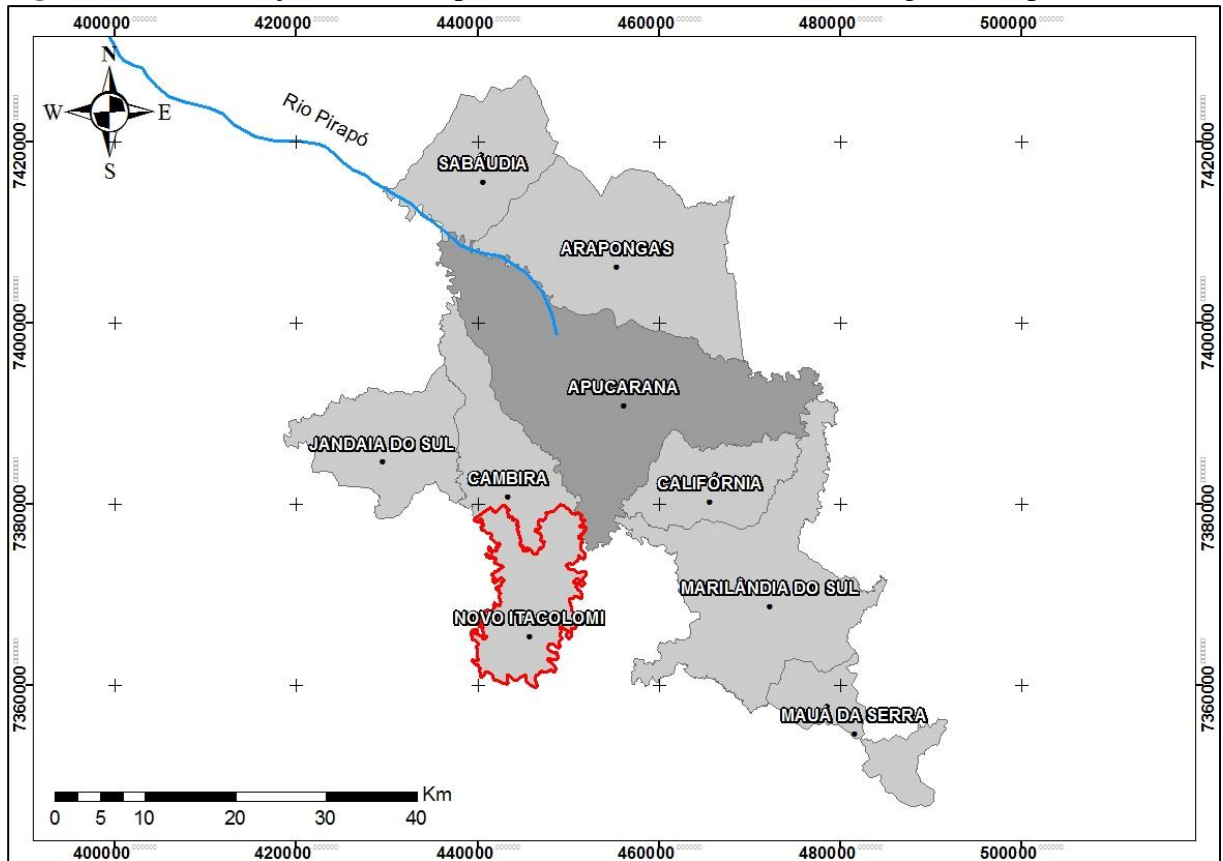 400000 420000 440000 460000 480000 500000
N
W E
S
Rio Pirapó
7420000 7420000
SABÁUDIA
ARAPONGAS
7400000 7400000
APUCARANA
JANDAIA DO SUL
CAMBIRA
CALIFÓRNIA
7380000 7380000
MARILÂNDIA DO SUL
NOVO ITACOLOMI
7360000 7360000
MAUÁ DA SERRA
Km
0 5 10 20 30 40
400000 420000 440000 460000 480000 500000